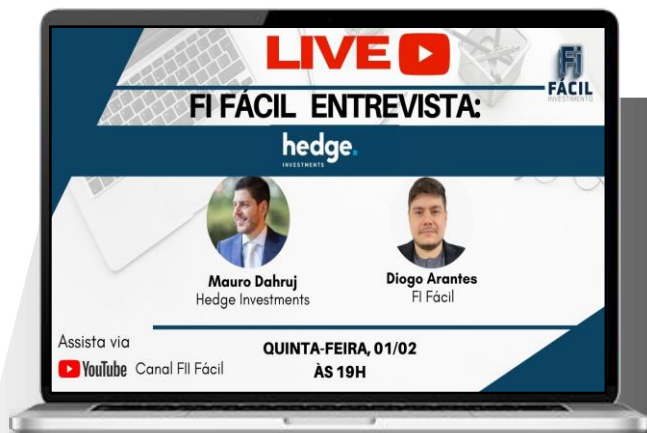 LIVE
FI FÁCIL ENTREVISTA:
Fi
FÁCIL
INVESTIMENTO
hedge.
INVESTMENTS
Mauro Dahruj
Hedge Investments
Diogo Arantes
FI Fácil
Assista via
YouTube Canal FII Fácil
QUINTA-FEIRA, 01/02
ÀS 19H